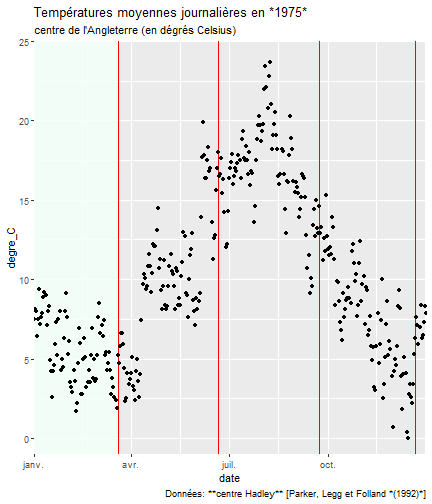 Températures moyennes journalières en *1975*
centre de l'Angleterre (en dégrés Celsius)
25
20
15
10
5
0
degre_C
janv.
avr.
juil.
oct.
date
Données: **centre Hadley** [Parker, Legg et Folland *(1992)*]